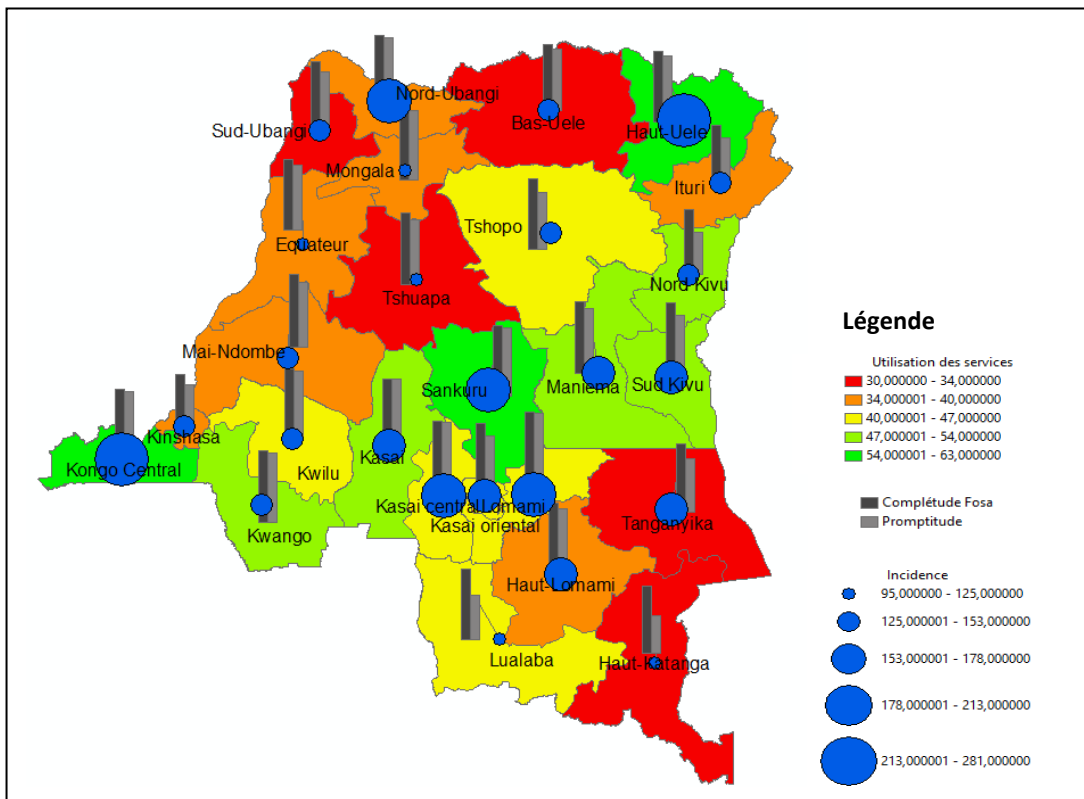 Nord-Ubangi
Sud-Ubangi
Bas-Uele
Haut-Uele
Mongala
Ituri
Tshopo
Equateur
Nord Kivu
Tshuapa
Mai-Ndombe
Sankuru
Maniema
Sud Kivu
Kinshasa
Kongo Central
Kwilu
Kasai
Kasai central
Lomami
Kasai oriental
Tanganyika
Kwango
Haut-Lomami
Lualaba
Haut-Katanga
Légende
Utilisation des services
30,000000 - 34,000000
34,000001 - 40,000000
40,000001 - 47,000000
47,000001 - 54,000000
54,000001 - 63,000000
Complétude Fosa
Promptitude
Incidence
95,000000 - 125,000000
125,000001 - 153,000000
153,000001 - 178,000000
178,000001 - 213,000000
213,000001 - 281,000000